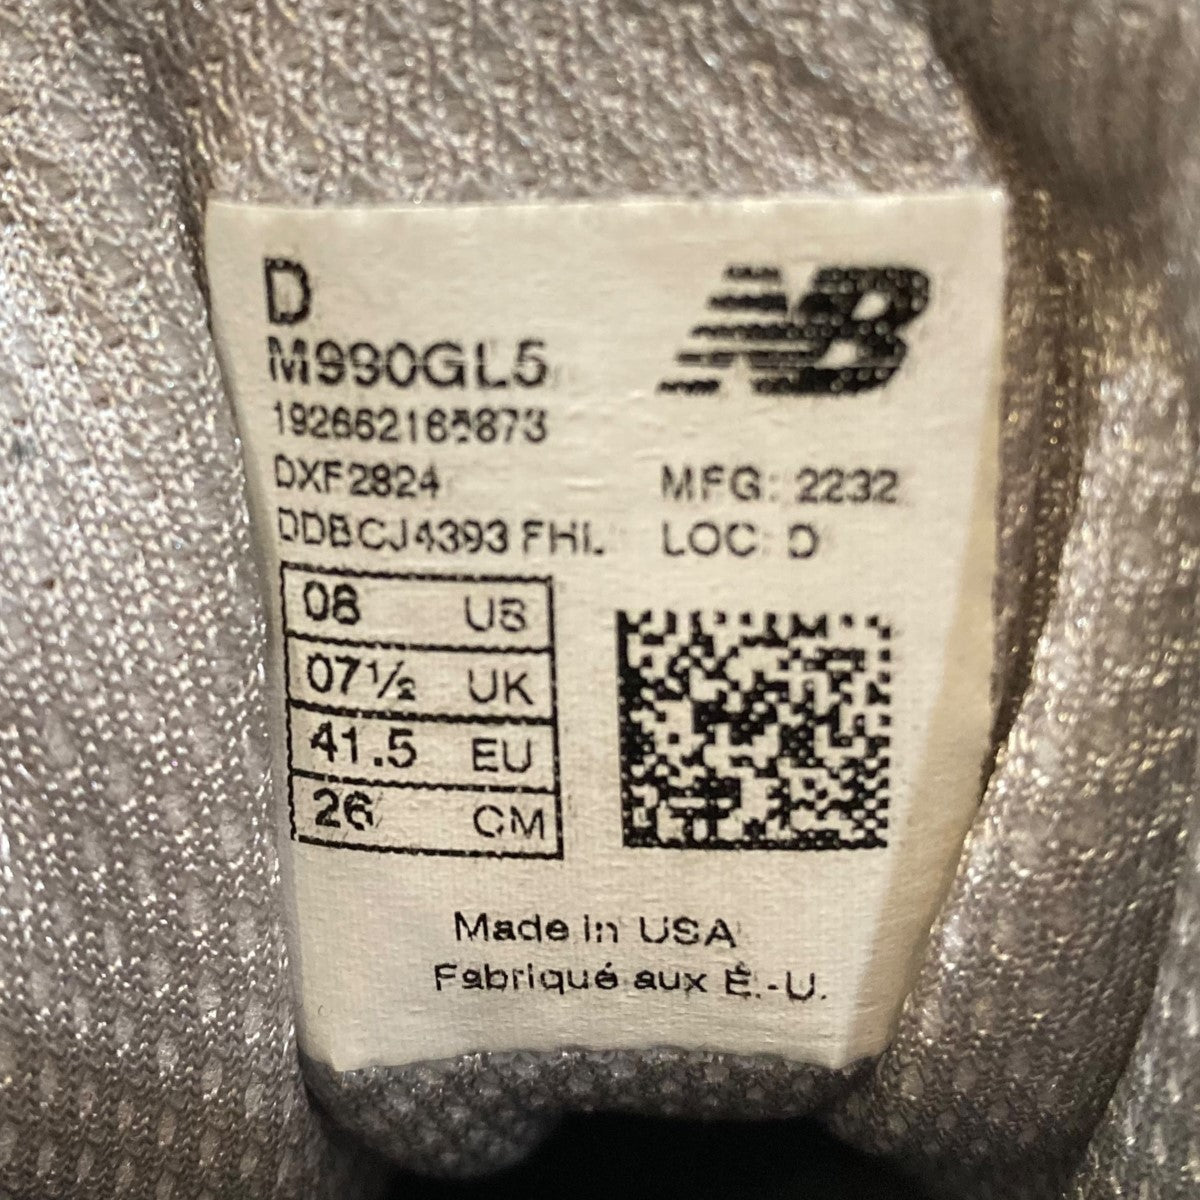 D
NB
M990GL5
192662165873
DXF2824
MFG: 2232
DDBCJ4393 FHL
LOC: D
08 US
07½ UK
41.5 EU
26 CM
Made in USA
Fabriqué aux É.-U.